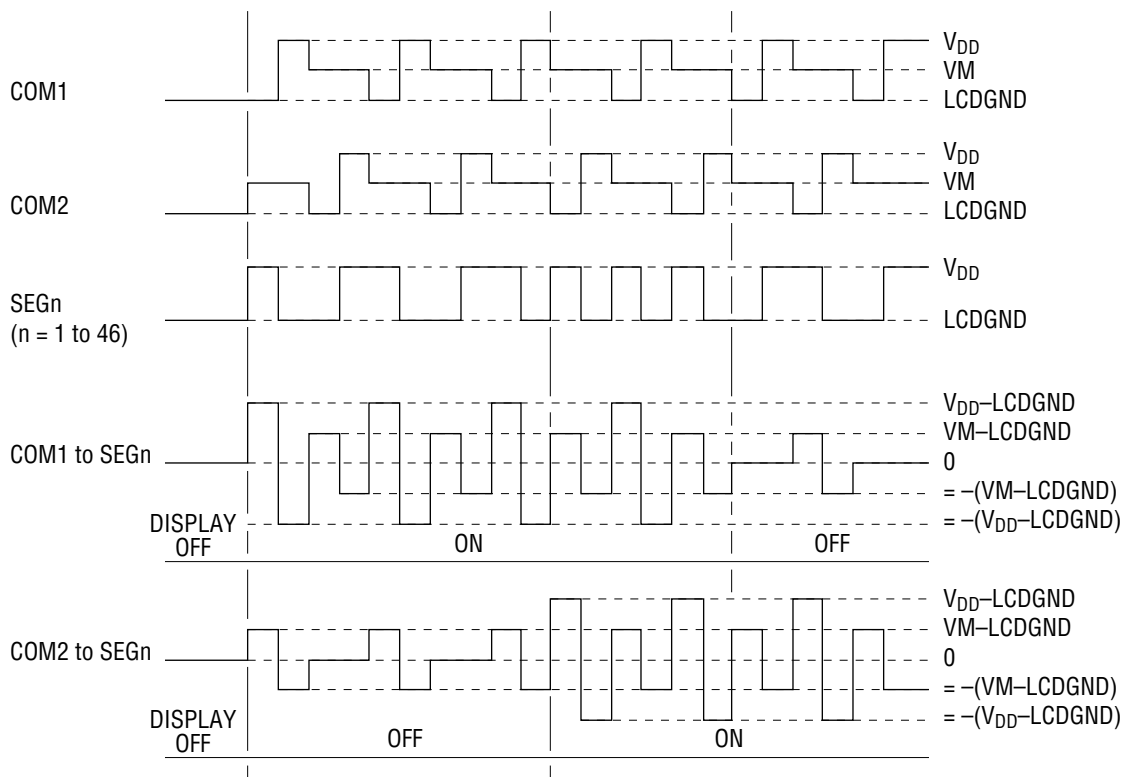 COM1
V_DD
VM
LCDGND
COM2
V_DD
VM
LCDGND
SEGn
(n = 1 to 46)
V_DD
LCDGND
COM1 to SEGn
V_DD–LCDGND
VM–LCDGND
0
= –(VM–LCDGND)
= –(V_DD–LCDGND)
DISPLAY
OFF
ON
OFF
COM2 to SEGn
V_DD–LCDGND
VM–LCDGND
0
= –(VM–LCDGND)
= –(V_DD–LCDGND)
DISPLAY
OFF
OFF
ON